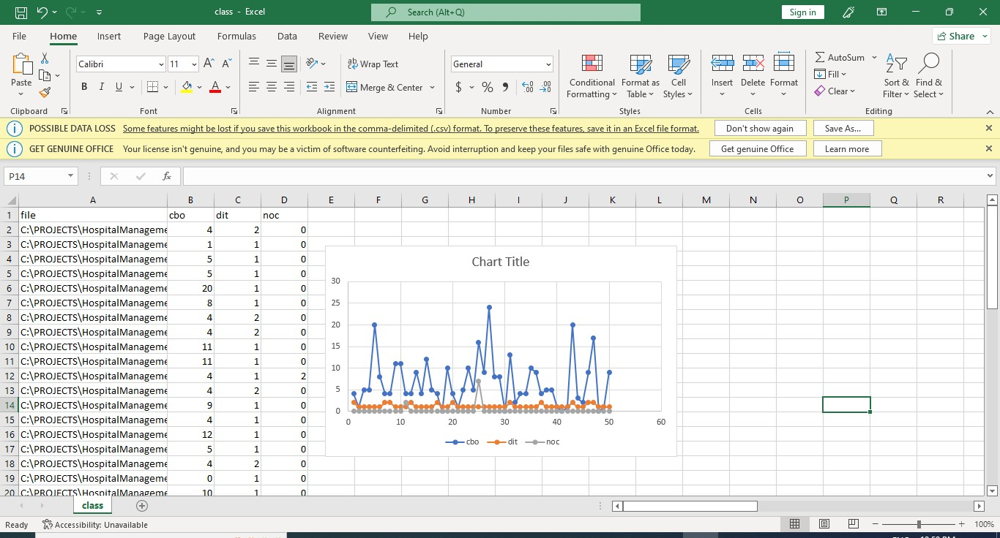 class - Excel
Search (Alt+Q)
Sign in
File Home Insert Page Layout Formulas Data Review View Help
Share
Paste
Calibri 11
B I U
Wrap Text
Merge & Center
General
$ %
Conditional Formatting
Format as Table
Cell Styles
Insert Delete Format
AutoSum
Fill
Clear
Sort & Filter
Find & Select
Clipboard Font Alignment Number Styles Cells Editing
POSSIBLE DATA LOSS Some features might be lost if you save this workbook in the comma-delimited (.csv) format. To preserve these features, save it in an Excel file format. Don't show again Save As...
GET GENUINE OFFICE Your license isn't genuine, and you may be a victim of software counterfeiting. Avoid interruption and keep your files safe with genuine Office today. Get genuine Office Learn more
P14 fx
A B C D E F G H I J K L M N O P Q R
1 file cbo dit noc
2 C:\PROJECTS\HospitalManageme 4 2 0
3 C:\PROJECTS\HospitalManageme 1 1 0
4 C:\PROJECTS\HospitalManageme 5 1 0
5 C:\PROJECTS\HospitalManageme 5 1 0
6 C:\PROJECTS\HospitalManageme 20 1 0
7 C:\PROJECTS\HospitalManageme 8 1 0
8 C:\PROJECTS\HospitalManageme 4 2 0
9 C:\PROJECTS\HospitalManageme 4 2 0
10 C:\PROJECTS\HospitalManageme 11 1 0
11 C:\PROJECTS\HospitalManageme 11 1 0
12 C:\PROJECTS\HospitalManageme 4 1 2
13 C:\PROJECTS\HospitalManageme 4 2 0
14 C:\PROJECTS\HospitalManageme 9 1 0
15 C:\PROJECTS\HospitalManageme 4 1 0
16 C:\PROJECTS\HospitalManageme 12 1 0
17 C:\PROJECTS\HospitalManageme 5 1 0
18 C:\PROJECTS\HospitalManageme 4 2 0
19 C:\PROJECTS\HospitalManageme 0 1 0
20 C:\PROJECTS\HospitalManageme 10 1 0
Chart Title
30
25
20
15
10
5
0
0 10 20 30 40 50 60
cbo dit noc
class
Ready Accessibility: Unavailable 100%